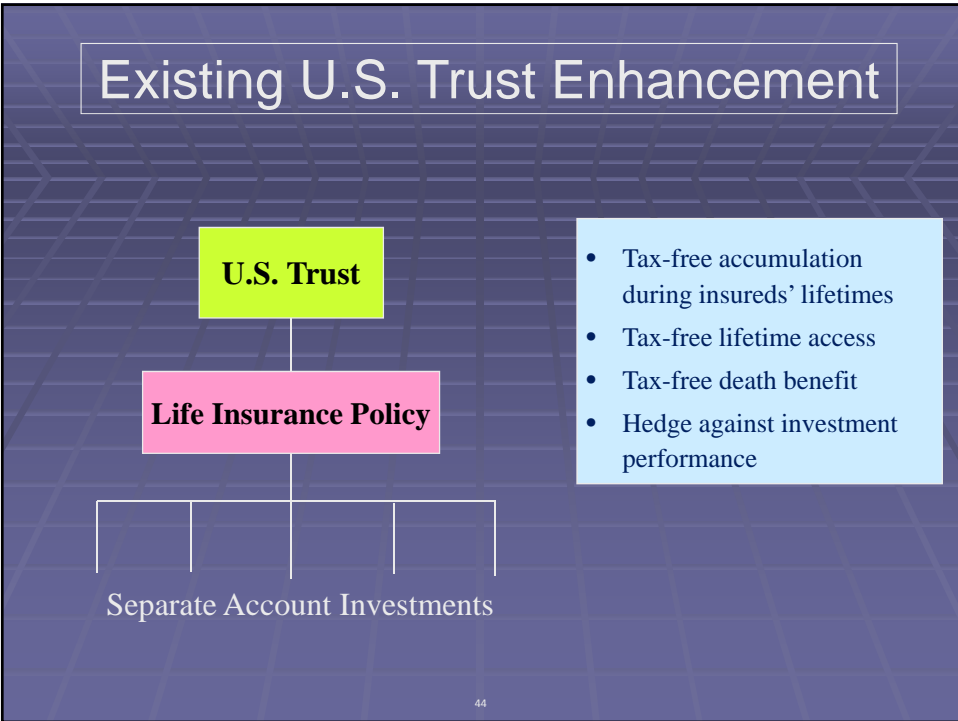 Existing U.S. Trust Enhancement
U.S. Trust
Life Insurance Policy
Separate Account Investments
• Tax-free accumulation
during insureds’ lifetimes
• Tax-free lifetime access
• Tax-free death benefit
• Hedge against investment
performance
44